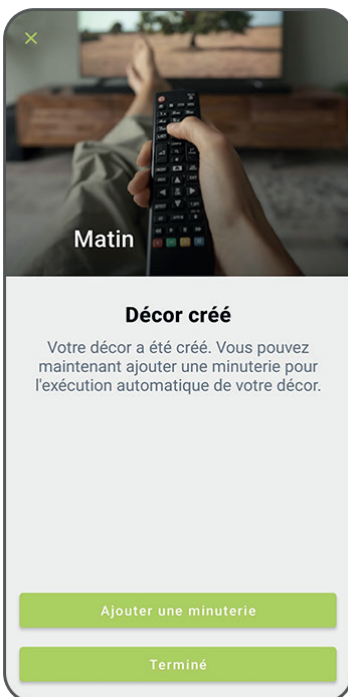 Matin
Décor créé
Votre décor a été créé. Vous pouvez
maintenant ajouter une minuterie pour
l'exécution automatique de votre décor.
Ajouter une minuterie
Terminé